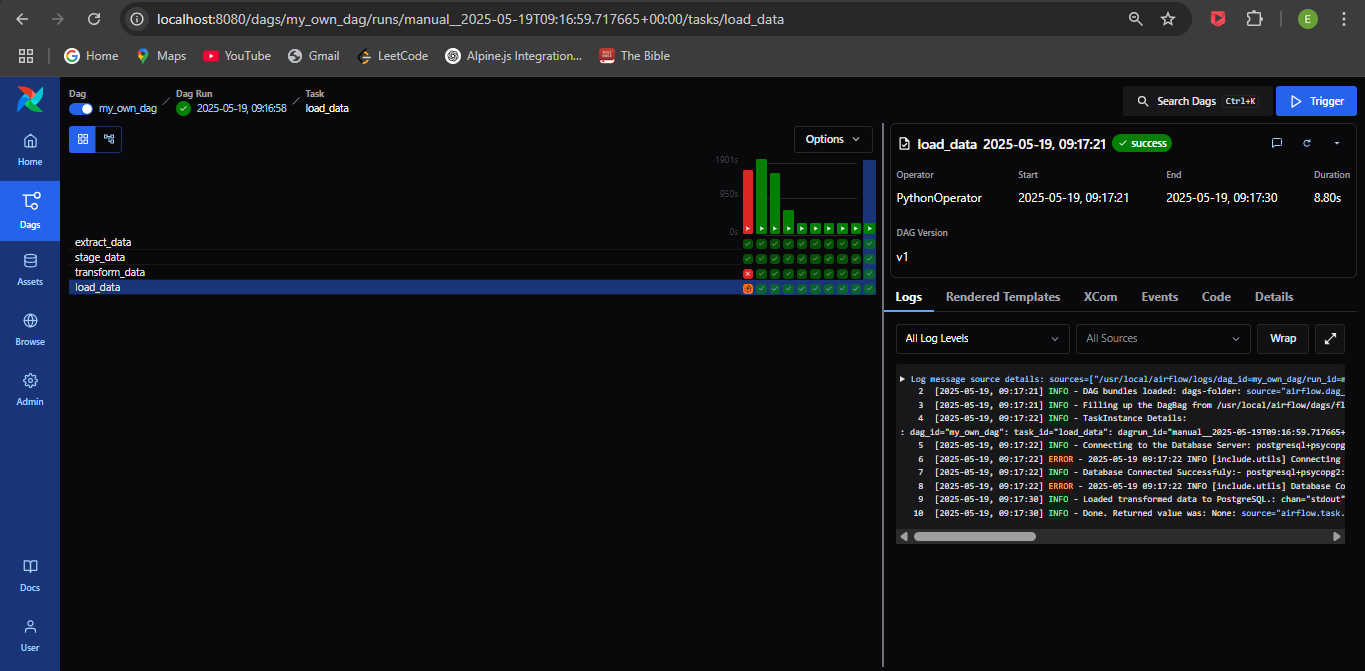 localhost:8080/dags/my_own_dag/runs/manual__2025-05-19T09:16:59.717665+00:00/tasks/load_data
E
Home
Maps
YouTube
Gmail
LeetCode
Alpine.js Integration...
The Bible
Dag
my_own_dag
Dag Run
2025-05-19, 09:16:58
Task
load_data
Search Dags Ctrl+K
Trigger
Home
Dags
Assets
Browse
Admin
Docs
User
Options
1901s
950s
0s
extract_data
stage_data
transform_data
load_data
load_data 2025-05-19, 09:17:21 success
Operator Start End Duration
PythonOperator 2025-05-19, 09:17:21 2025-05-19, 09:17:30 8.80s
DAG Version
v1
Logs Rendered Templates XCom Events Code Details
All Log Levels All Sources Wrap
Log message source details: sources=["/usr/local/airflow/logs/dag_id=my_own_dag/run_id=m
2 [2025-05-19, 09:17:21] INFO - DAG bundles loaded: dags-folder: source="airflow.dag_
3 [2025-05-19, 09:17:21] INFO - Filling up the DagBag from /usr/local/airflow/dags/fl
4 [2025-05-19, 09:17:22] INFO - TaskInstance Details:
: dag_id="my_own_dag": task_id="load_data": dagrun_id="manual__2025-05-19T09:16:59.717665+
5 [2025-05-19, 09:17:22] INFO - Connecting to the Database Server: postgresql+psycopg
6 [2025-05-19, 09:17:22] ERROR - 2025-05-19 09:17:22 INFO [include.utils] Connecting
7 [2025-05-19, 09:17:22] INFO - Database Connected Successfuly:- postgresql+psycopg2:
8 [2025-05-19, 09:17:22] ERROR - 2025-05-19 09:17:22 INFO [include.utils] Database Co
9 [2025-05-19, 09:17:30] INFO - Loaded transformed data to PostgreSQL.: chan="stdout"
10 [2025-05-19, 09:17:30] INFO - Done. Returned value was: None: source="airflow.task.